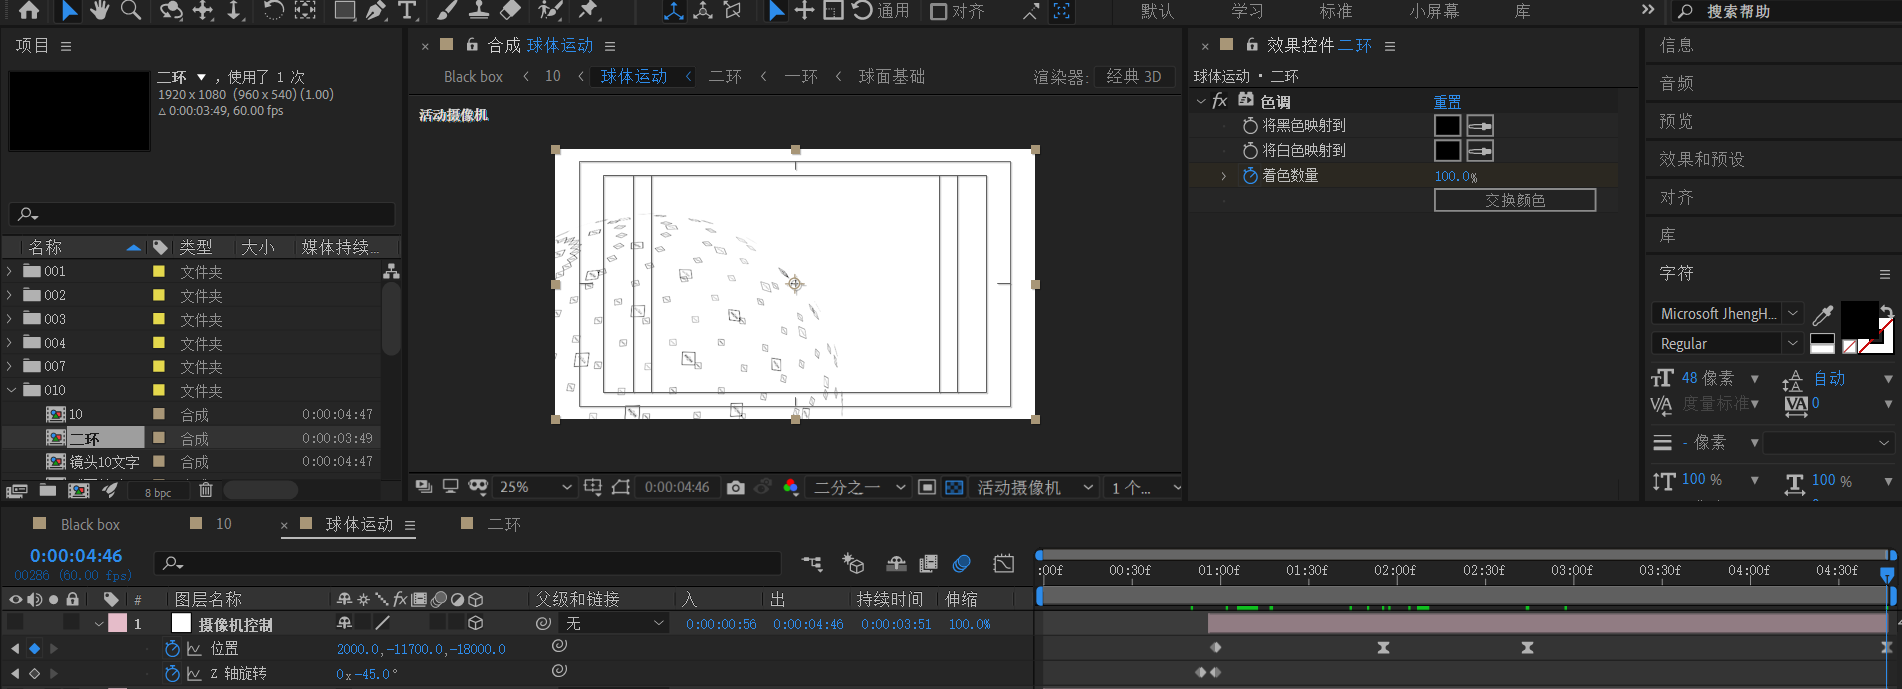 通用
对齐
默认
学习
标准
小屏幕
库
搜索帮助
项目
二环 ▼ ，使用了 1 次
1920 x 1080 (960 x 540) (1.00)
Δ 0:00:03:49, 60.00 fps
名称
类型
大小
媒体持续...
001 文件夹
002 文件夹
003 文件夹
004 文件夹
007 文件夹
010 文件夹
10 合成 0:00:04:47
二环 合成 0:00:03:49
镜头10文字 合成 0:00:04:47
8 bpc
× 合成 球体运动
Black box ‹ 10 ‹ 球体运动 ‹ 二环 ‹ 一环 ‹ 球面基础
渲染器: 经典 3D
活动摄像机
25%
0:00:04:46
二分之一
活动摄像机
1 个...
× 效果控件 二环
球体运动 • 二环
fx 色调 重置
将黑色映射到
将白色映射到
着色数量 100.0%
交换颜色
信息
音频
预览
效果和预设
对齐
库
字符
Microsoft JhengH...
Regular
48 像素
自动
度量标准
0
- 像素
100 %
100 %
Black box
10
× 球体运动
二环
0:00:04:46
00286 (60.00 fps)
# 图层名称
父级和链接
入
出
持续时间
伸缩
1 摄像机控制 无 0:00:00:56 0:00:04:46 0:00:03:51 100.0%
位置 2000.0,-11700.0,-18000.0
Z 轴旋转 0x-45.0°
:00f 00:30f 01:00f 01:30f 02:00f 02:30f 03:00f 03:30f 04:00f 04:30f